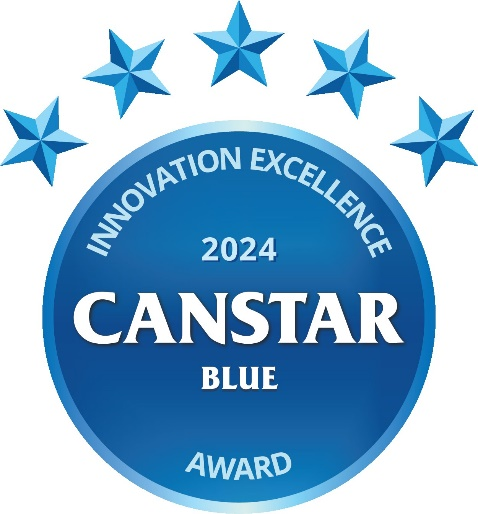 INNOVATION EXCELLENCE
2024
CANSTAR
BLUE
AWARD